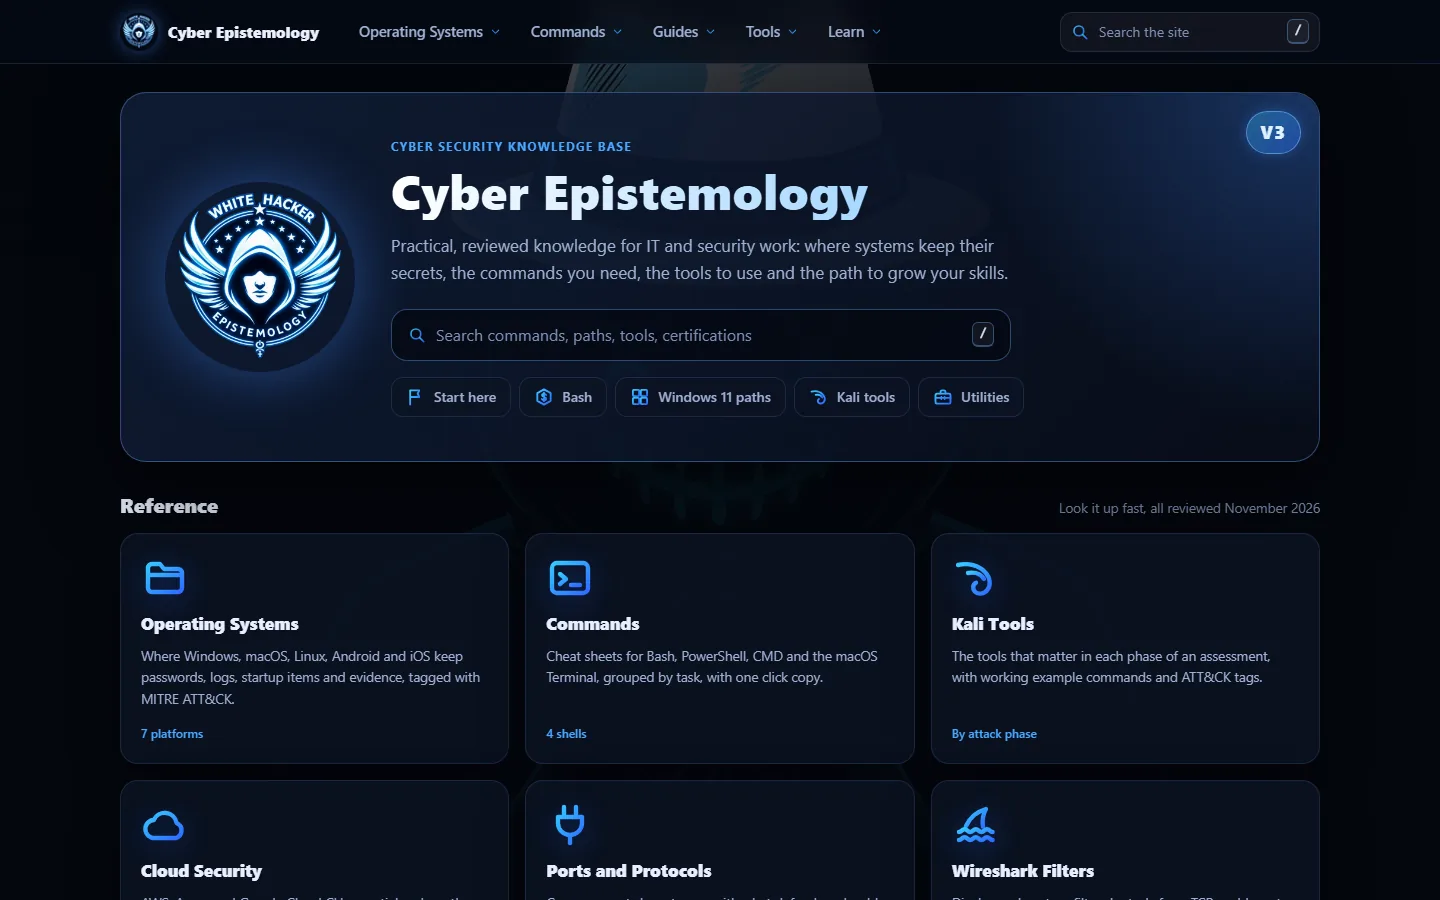 Cyber Epistemology
Operating Systems
Commands
Guides
Tools
Learn
Search the site
/
V3
WHITE HACKER
EPISTEMOLOGY
CYBER SECURITY KNOWLEDGE BASE
Cyber Epistemology
Practical, reviewed knowledge for IT and security work: where systems keep their
secrets, the commands you need, the tools to use and the path to grow your skills.
Search commands, paths, tools, certifications
/
Start here
Bash
Windows 11 paths
Kali tools
Utilities
Reference
Look it up fast, all reviewed November 2026
Operating Systems
Where Windows, macOS, Linux, Android and iOS keep
passwords, logs, startup items and evidence, tagged with
MITRE ATT&CK.
7 platforms
Commands
Cheat sheets for Bash, PowerShell, CMD and the macOS
Terminal, grouped by task, with one click copy.
4 shells
Kali Tools
The tools that matter in each phase of an assessment,
with working example commands and ATT&CK tags.
By attack phase
Cloud Security
Ports and Protocols
Wireshark Filters